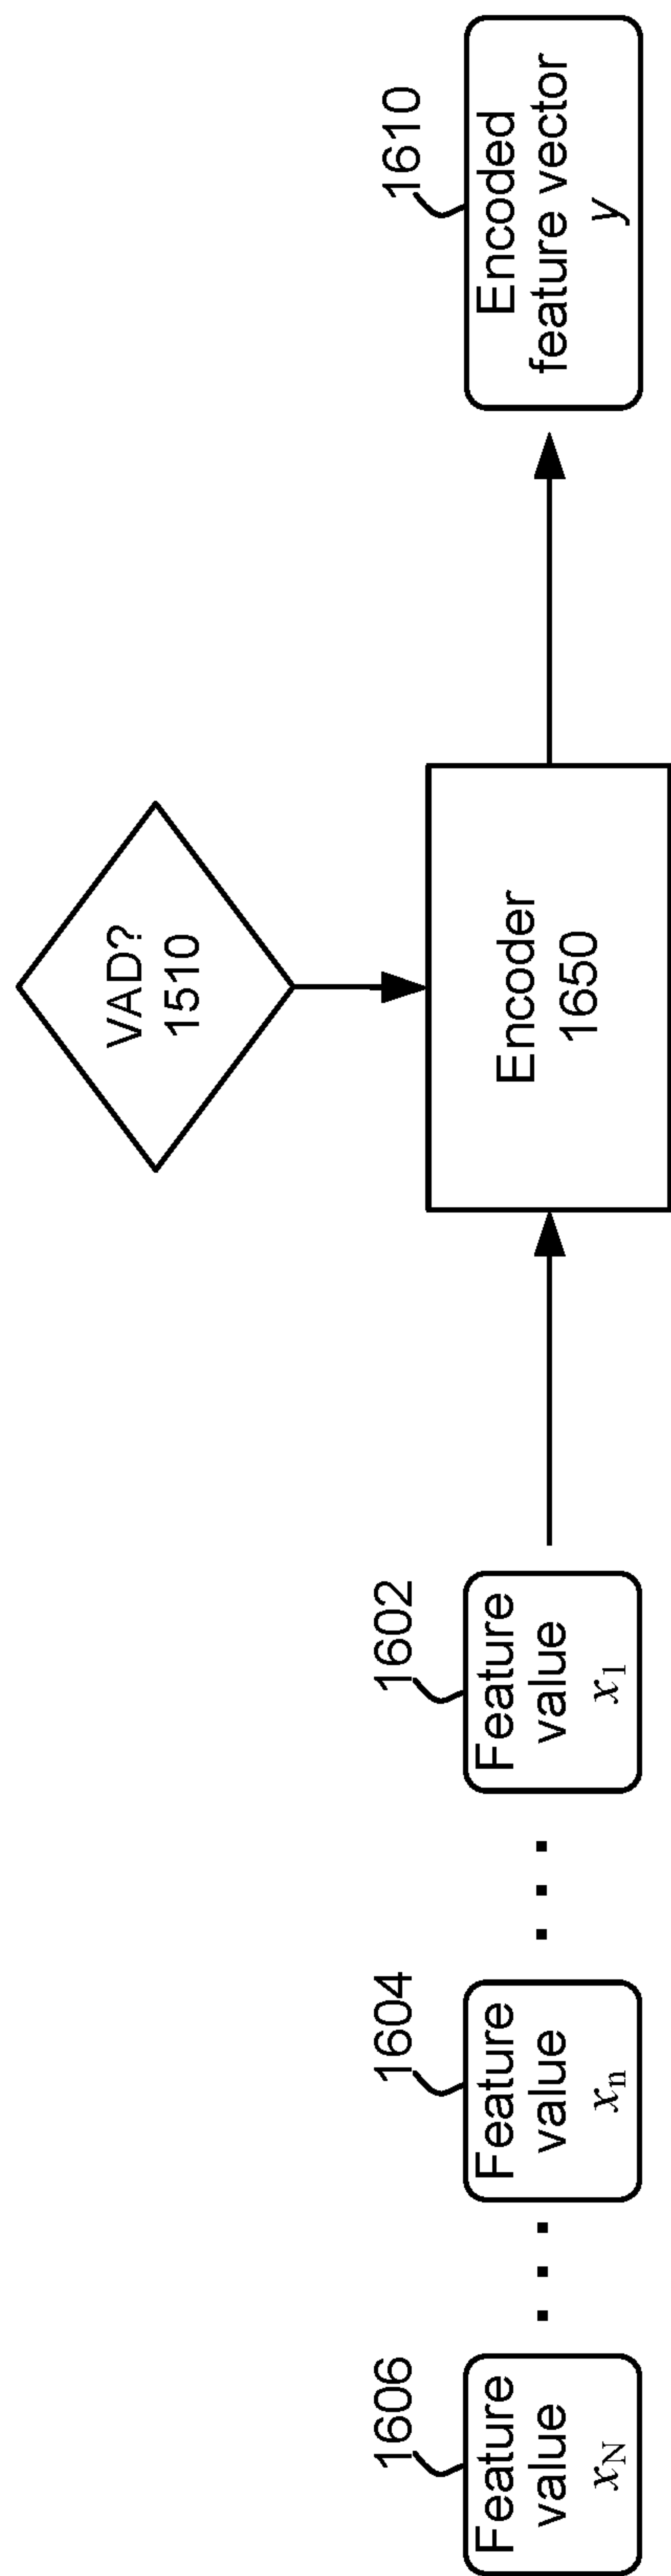 VAD?
1510
1606
Feature
value
xN
1604
Feature
value
xn
1602
Feature
value
x1
Encoder
1650
1610
Encoded
feature vector
y